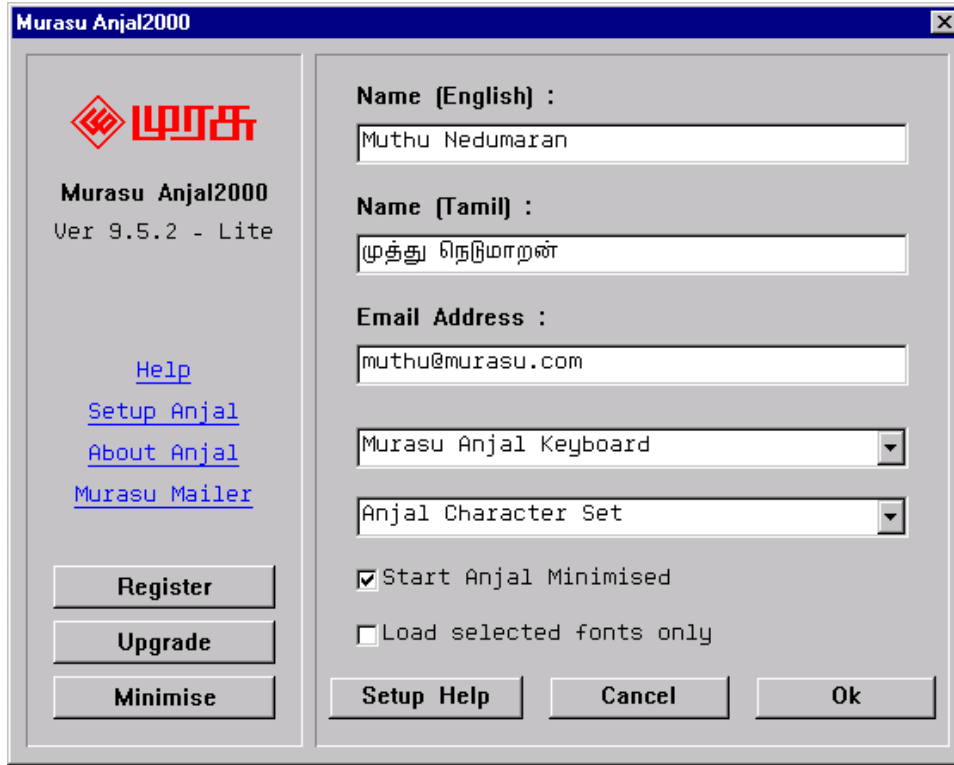 Murasu Anjal2000
முரசு
Murasu Anjal2000
Ver 9.5.2 - Lite
Help
Setup Anjal
About Anjal
Murasu Mailer
Register
Upgrade
Minimise
Name (English) :
Muthu Nedumaran
Name (Tamil) :
முத்து நெடுமாறன்
Email Address :
muthu@murasu.com
Murasu Anjal Keyboard
Anjal Character Set
Start Anjal Minimised
Load selected fonts only
Setup Help
Cancel
Ok